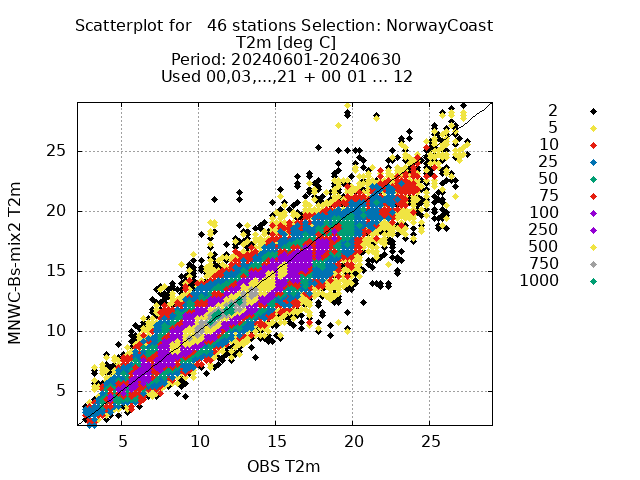 Scatterplot for   46 stations Selection: NorwayCoast
T2m [deg C]
Period: 20240601-20240630
Used 00,03,...,21 + 00 01 ... 12
MNWC-Bs-mix2 T2m
25
20
15
10
5
5 10 15 20 25
OBS T2m
2
5
10
25
50
75
100
250
500
750
1000